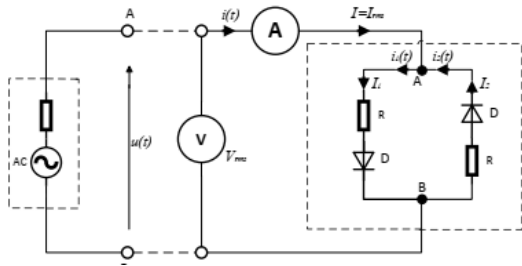 A
i(t)
A
I=Irms
AC
u(t)
V
Vrms
i₁(t)
i₂(t)
A
I₁
I₂
R
D
D
R
B